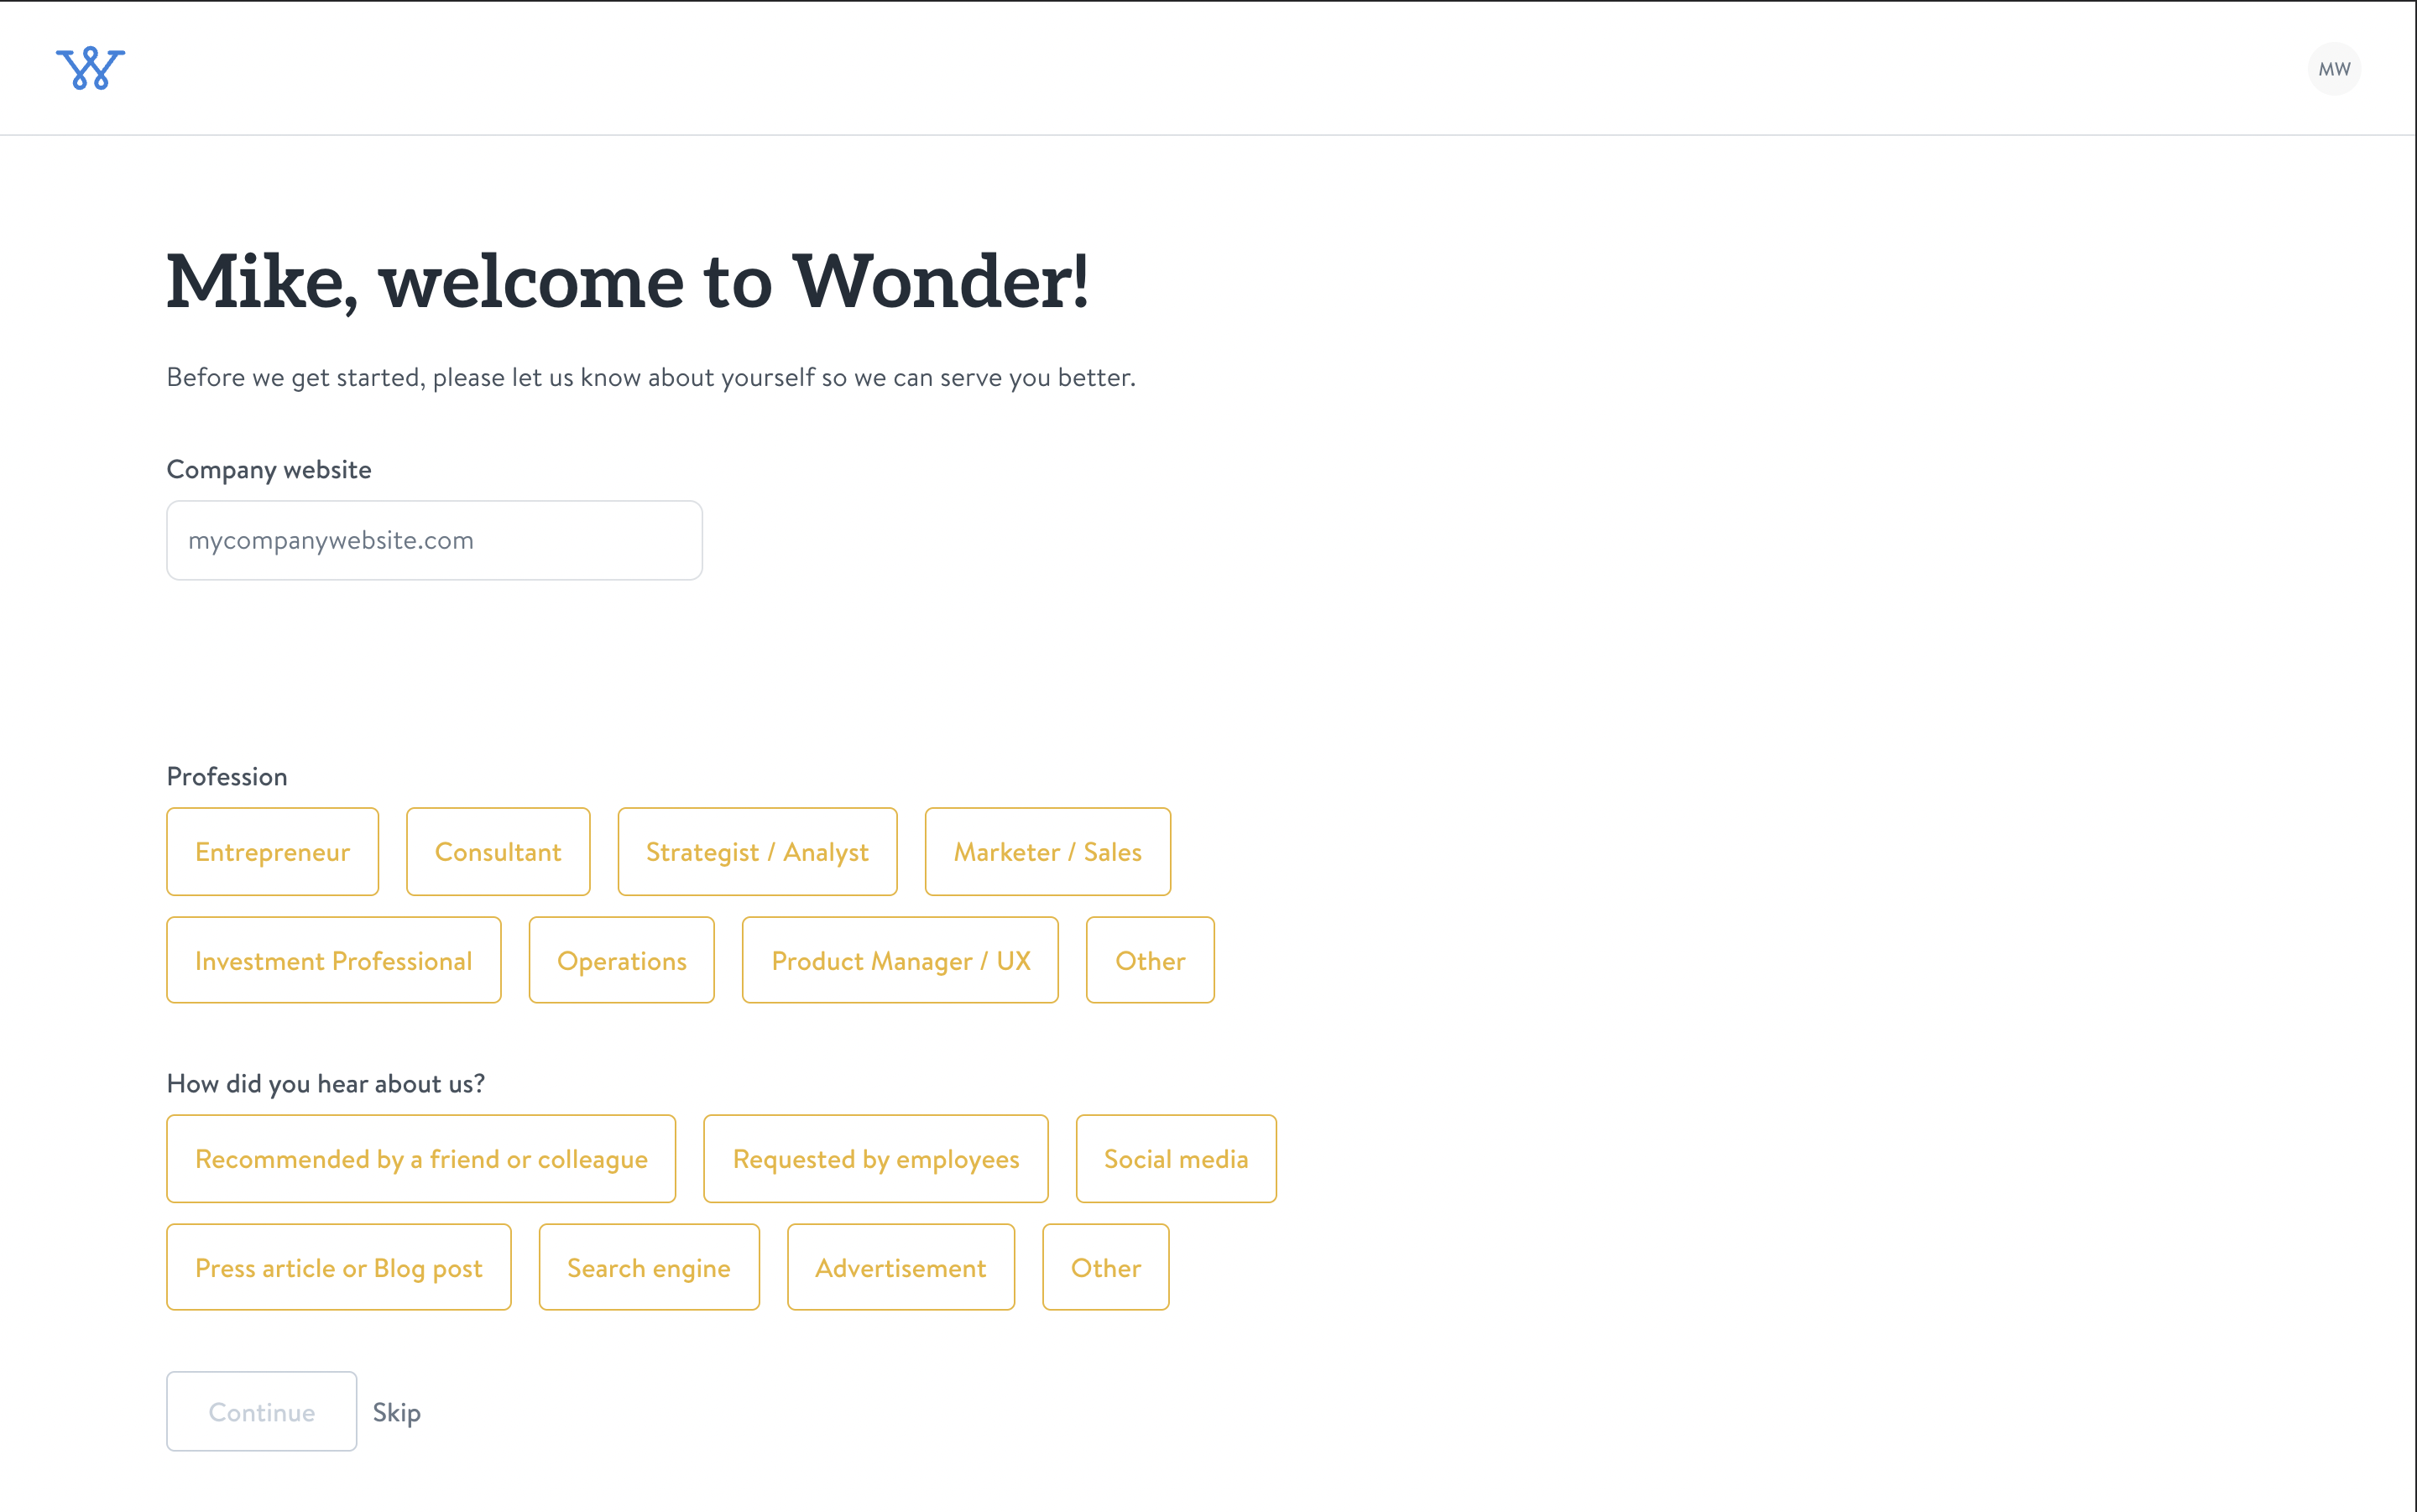 W
MW
Mike, welcome to Wonder!
Before we get started, please let us know about yourself so we can serve you better.
Company website
mycompanywebsite.com
Profession
Entrepreneur Consultant Strategist / Analyst Marketer / Sales
Investment Professional Operations Product Manager / UX Other
How did you hear about us?
Recommended by a friend or colleague Requested by employees Social media
Press article or Blog post Search engine Advertisement Other
Continue Skip